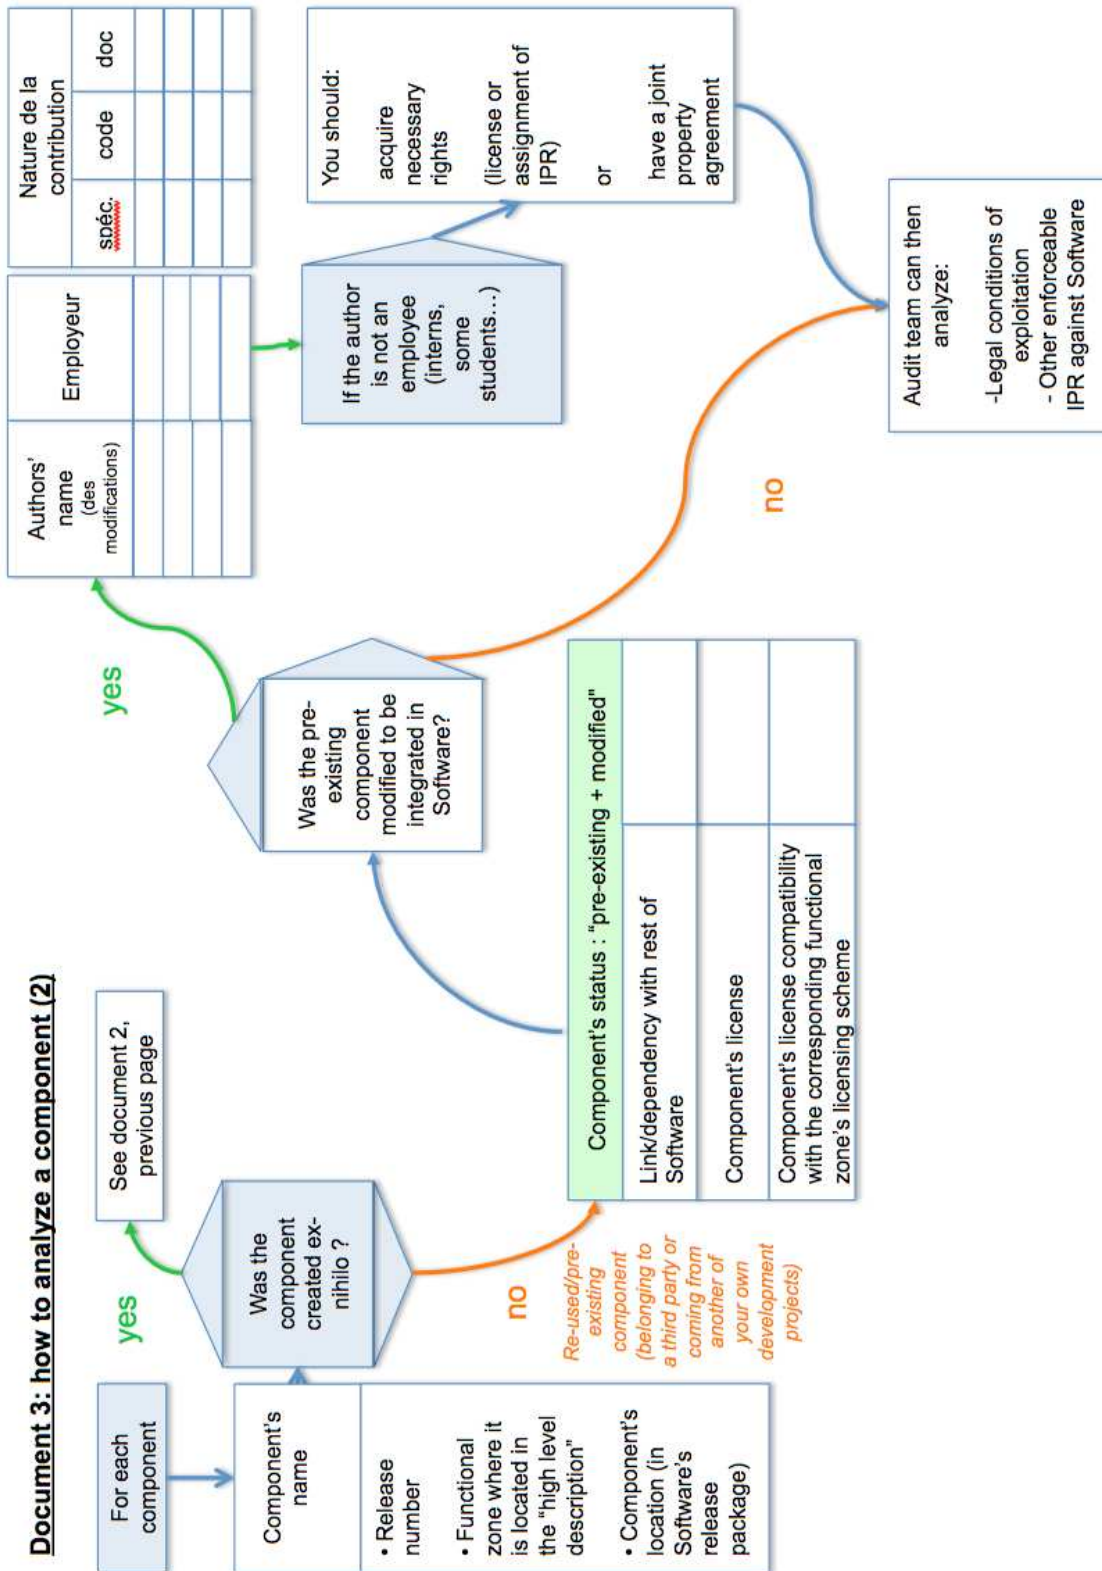 Document 3: how to analyze a component (2)
For each
component
Component's
name
• Release
number
• Functional
zone where it
is located in
the "high level
description"
• Component's
location (in
Software's
release
package)
yes
See document 2,
previous page
Was the
component
created ex-
nihilo ?
no
Re-used/pre-
existing
component
(belonging to
a third party or
coming from
another of
your own
development
projects)
Component's status : "pre-existing + modified"
Link/dependency with rest of
Software
Component's license
Component's license compatibility
with the corresponding functional
zone's licensing scheme
Was the pre-
existing
component
modified to be
integrated in
Software?
yes
no
Authors'
name
(des
modifications)
Employeur
Nature de la
contribution
spéc.
code
doc
If the author
is not an
employee
(interns,
some
students...)
You should:
acquire
necessary
rights
(license or
assignment of
IPR)
or
have a joint
property
agreement
Audit team can then
analyze:
-Legal conditions of
exploitation
- Other enforceable
IPR against Software